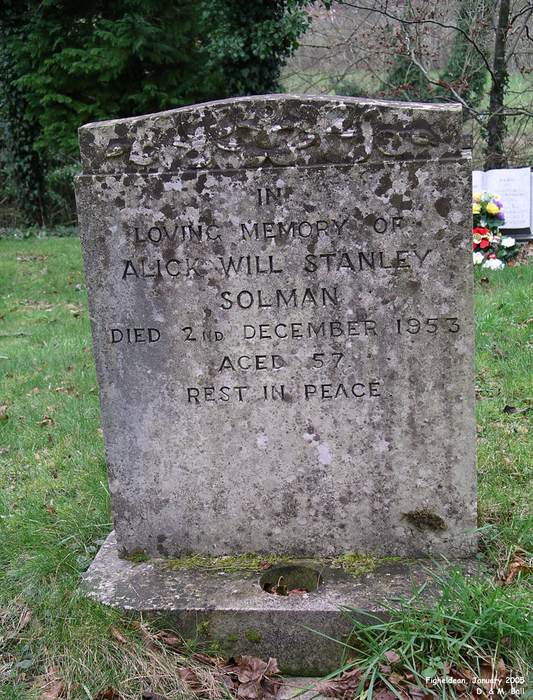 IN
LOVING MEMORY OF
ALICK WILL STANLEY
SOLMAN
DIED 2ND DECEMBER 1953
AGED 57.
REST IN PEACE.
Figheldean, January 2005
D. & M. Ball